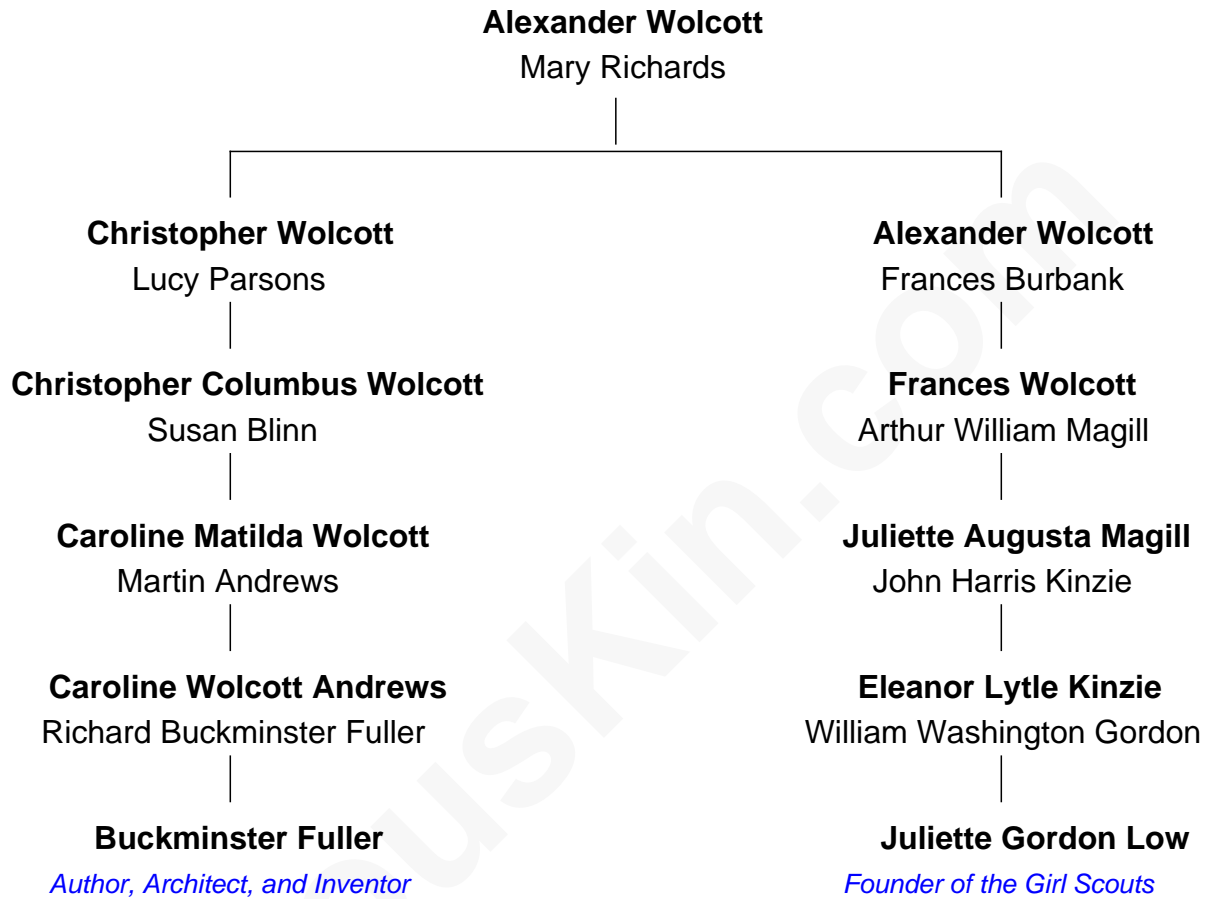 Alexander Wolcott
Mary Richards
Christopher Wolcott
Lucy Parsons
Christopher Columbus Wolcott
Susan Blinn
Caroline Matilda Wolcott
Martin Andrews
Caroline Wolcott Andrews
Richard Buckminster Fuller
Buckminster Fuller
Author, Architect, and Inventor
Alexander Wolcott
Frances Burbank
Frances Wolcott
Arthur William Magill
Juliette Augusta Magill
John Harris Kinzie
Eleanor Lytle Kinzie
William Washington Gordon
Juliette Gordon Low
Founder of the Girl Scouts
usKin.com